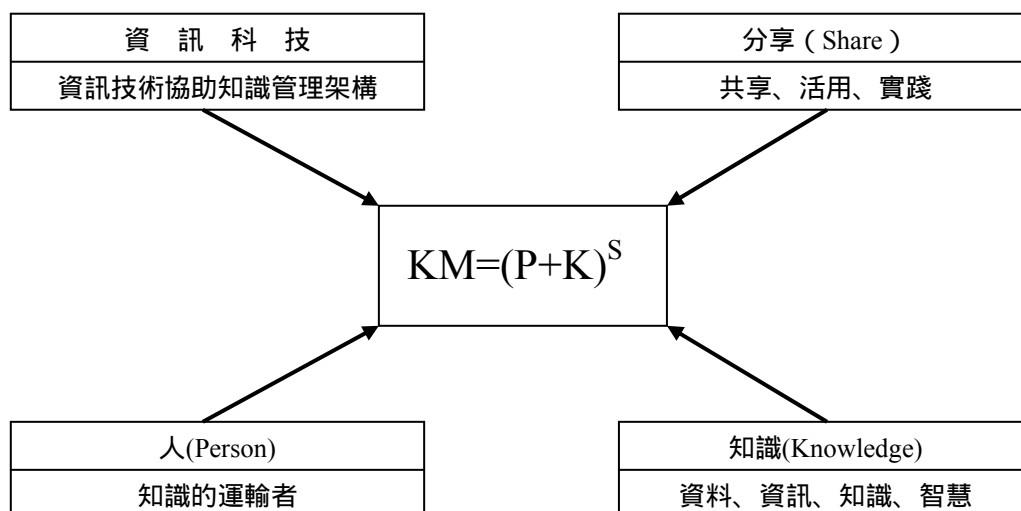 資 訊 科 技
資訊技術協助知識管理架構
分享（Share）
共享、活用、實踐
KM=(P+K)^S
人(Person)
知識的運輸者
知識(Knowledge)
資料、資訊、知識、智慧